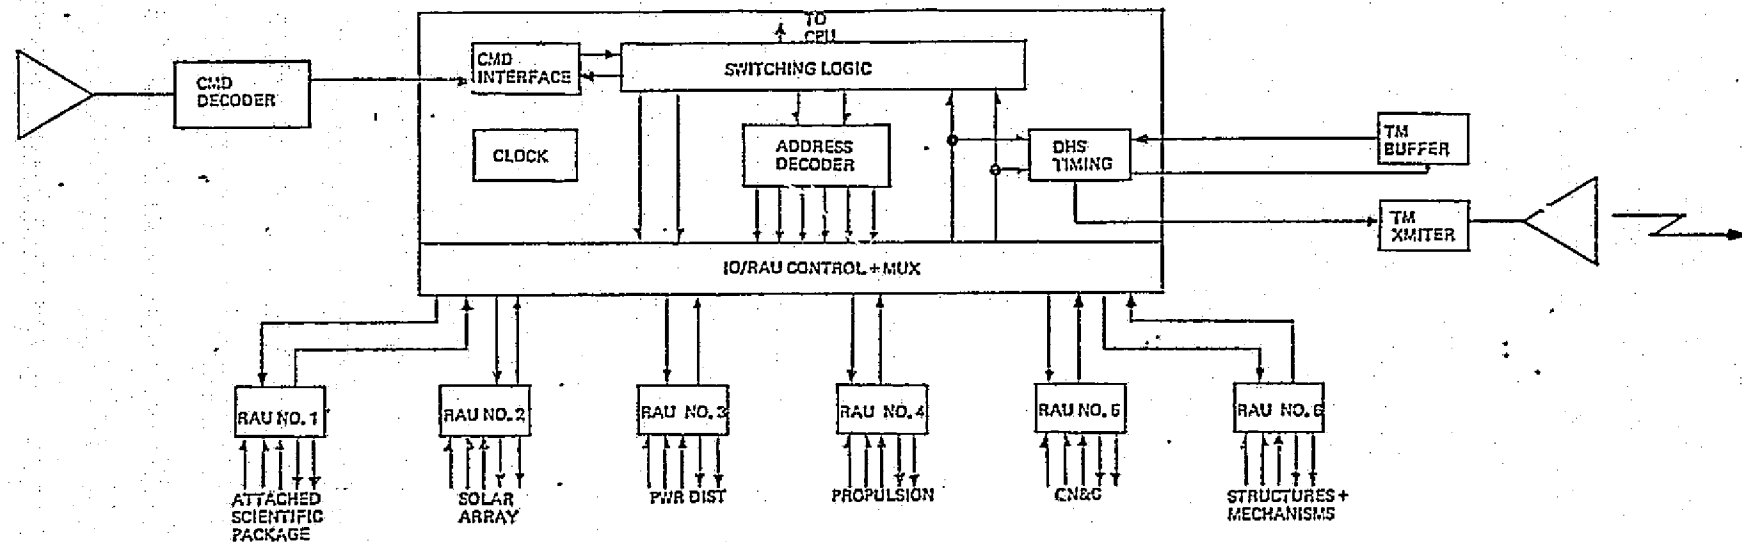 TO
CPU
CMD
DECODER
CMD
INTERFACE
SWITCHING LOGIC
CLOCK
ADDRESS
DECODER
DHS
TIMING
TM
BUFFER
TM
XMITER
IO/RAU CONTROL + MUX
RAU NO. 1
RAU NO. 2
RAU NO. 3
RAU NO. 4
RAU NO. 5
RAU NO. 6
ATTACHED
SCIENTIFIC
PACKAGE
SOLAR
ARRAY
PWR DIST
PROPULSION
GN&C
STRUCTURES +
MECHANISMS